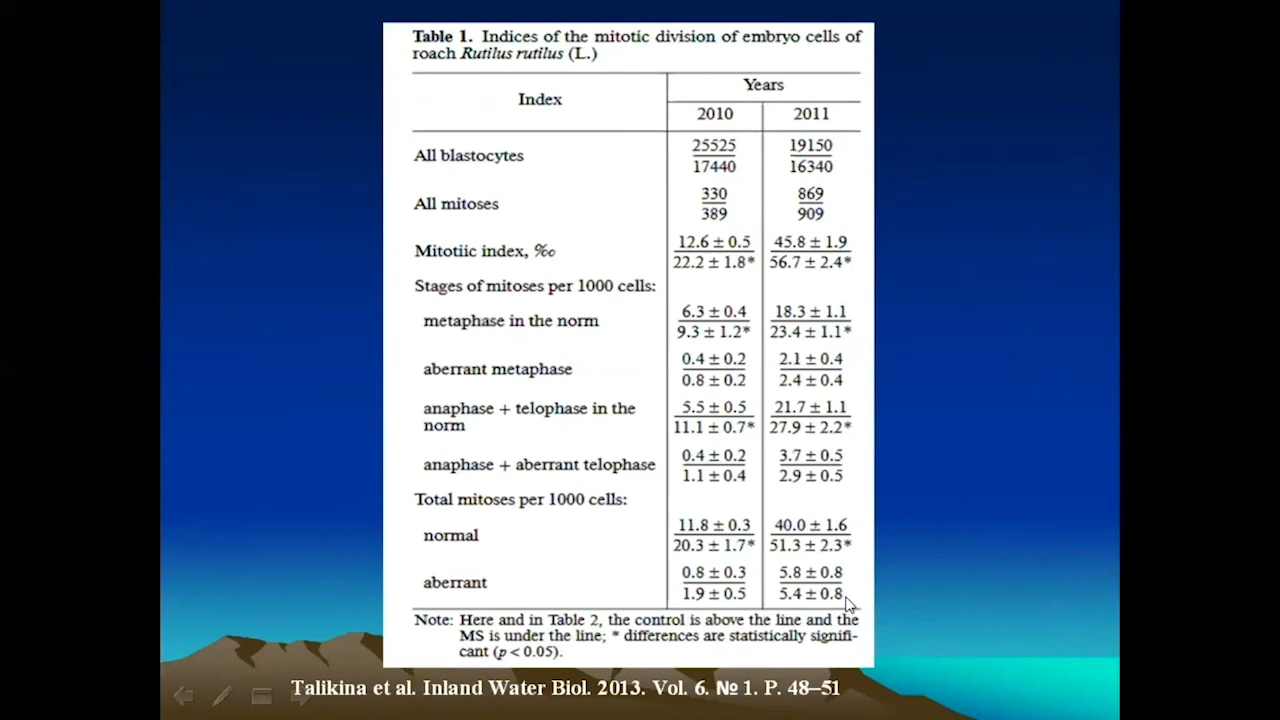 Table 1. Indices of the mitotic division of embryo cells of
roach Rutilus rutilus (L.)
Index
Years
2010 2011
All blastocytes
25525 19150
17440 16340
All mitoses
330 869
389 909
Mitotiic index, ‰
12.6 ± 0.5 45.8 ± 1.9
22.2 ± 1.8* 56.7 ± 2.4*
Stages of mitoses per 1000 cells:
metaphase in the norm
6.3 ± 0.4 18.3 ± 1.1
9.3 ± 1.2* 23.4 ± 1.1*
aberrant metaphase
0.4 ± 0.2 2.1 ± 0.4
0.8 ± 0.2 2.4 ± 0.4
anaphase + telophase in the
norm
5.5 ± 0.5 21.7 ± 1.1
11.1 ± 0.7* 27.9 ± 2.2*
anaphase + aberrant telophase
0.4 ± 0.2 3.7 ± 0.5
1.1 ± 0.4 2.9 ± 0.5
Total mitoses per 1000 cells:
normal
11.8 ± 0.3 40.0 ± 1.6
20.3 ± 1.7* 51.3 ± 2.3*
aberrant
0.8 ± 0.3 5.8 ± 0.8
1.9 ± 0.5 5.4 ± 0.8
Note: Here and in Table 2, the control is above the line and the
MS is under the line; * differences are statistically signifi-
cant (p < 0.05).
Talikina et al. Inland Water Biol. 2013. Vol. 6. № 1. P. 48–51